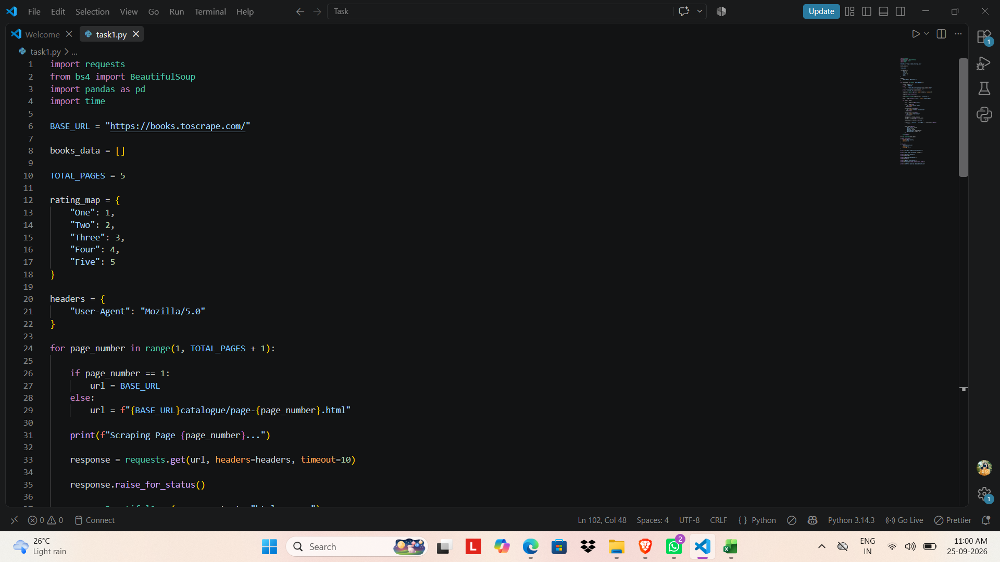 File Edit Selection View Go Run Terminal Help
Task
Update
Welcome
task1.py
task1.py > ...
1 import requests
2 from bs4 import BeautifulSoup
3 import pandas as pd
4 import time
5
6 BASE_URL = "https://books.toscrape.com/"
7
8 books_data = []
9
10 TOTAL_PAGES = 5
11
12 rating_map = {
13 "One": 1,
14 "Two": 2,
15 "Three": 3,
16 "Four": 4,
17 "Five": 5
18 }
19
20 headers = {
21 "User-Agent": "Mozilla/5.0"
22 }
23
24 for page_number in range(1, TOTAL_PAGES + 1):
25
26 if page_number == 1:
27 url = BASE_URL
28 else:
29 url = f"{BASE_URL}catalogue/page-{page_number}.html"
30
31 print(f"Scraping Page {page_number}...")
32
33 response = requests.get(url, headers=headers, timeout=10)
34
35 response.raise_for_status()
36
1
1
0 0 Connect
Ln 102, Col 48 Spaces: 4 UTF-8 CRLF { } Python Python 3.14.3 Go Live Prettier
26°C
Light rain
Search
L
2
ENG
IN
11:00 AM
25-09-2026